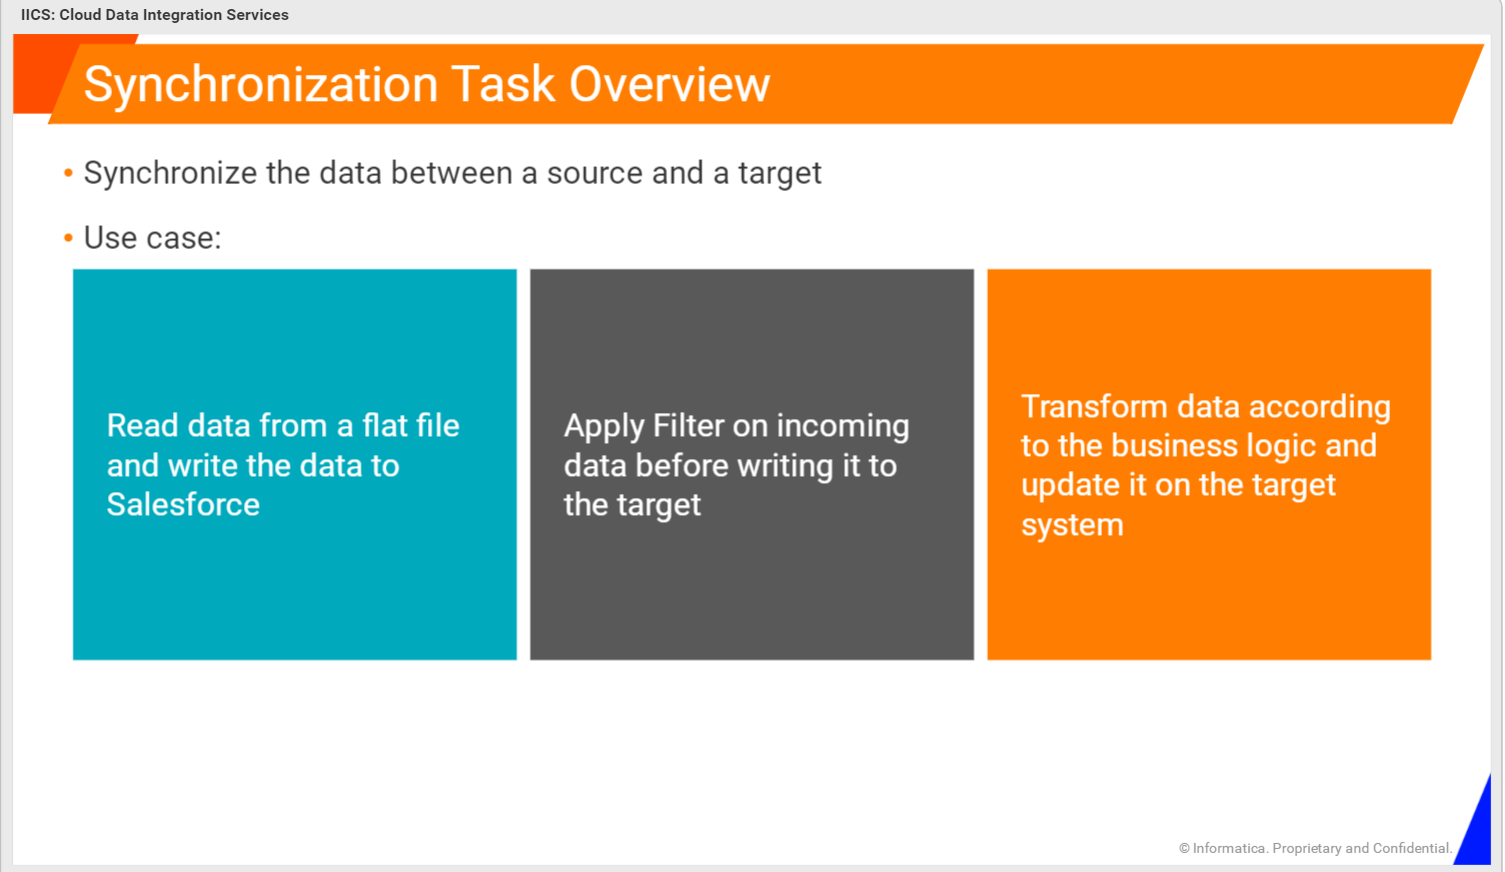 IICS: Cloud Data Integration Services
Synchronization Task Overview
• Synchronize the data between a source and a target
• Use case:
Read data from a flat file
and write the data to
Salesforce
Apply Filter on incoming
data before writing it to
the target
Transform data according
to the business logic and
update it on the target
system
© Informatica. Proprietary and Confidential.